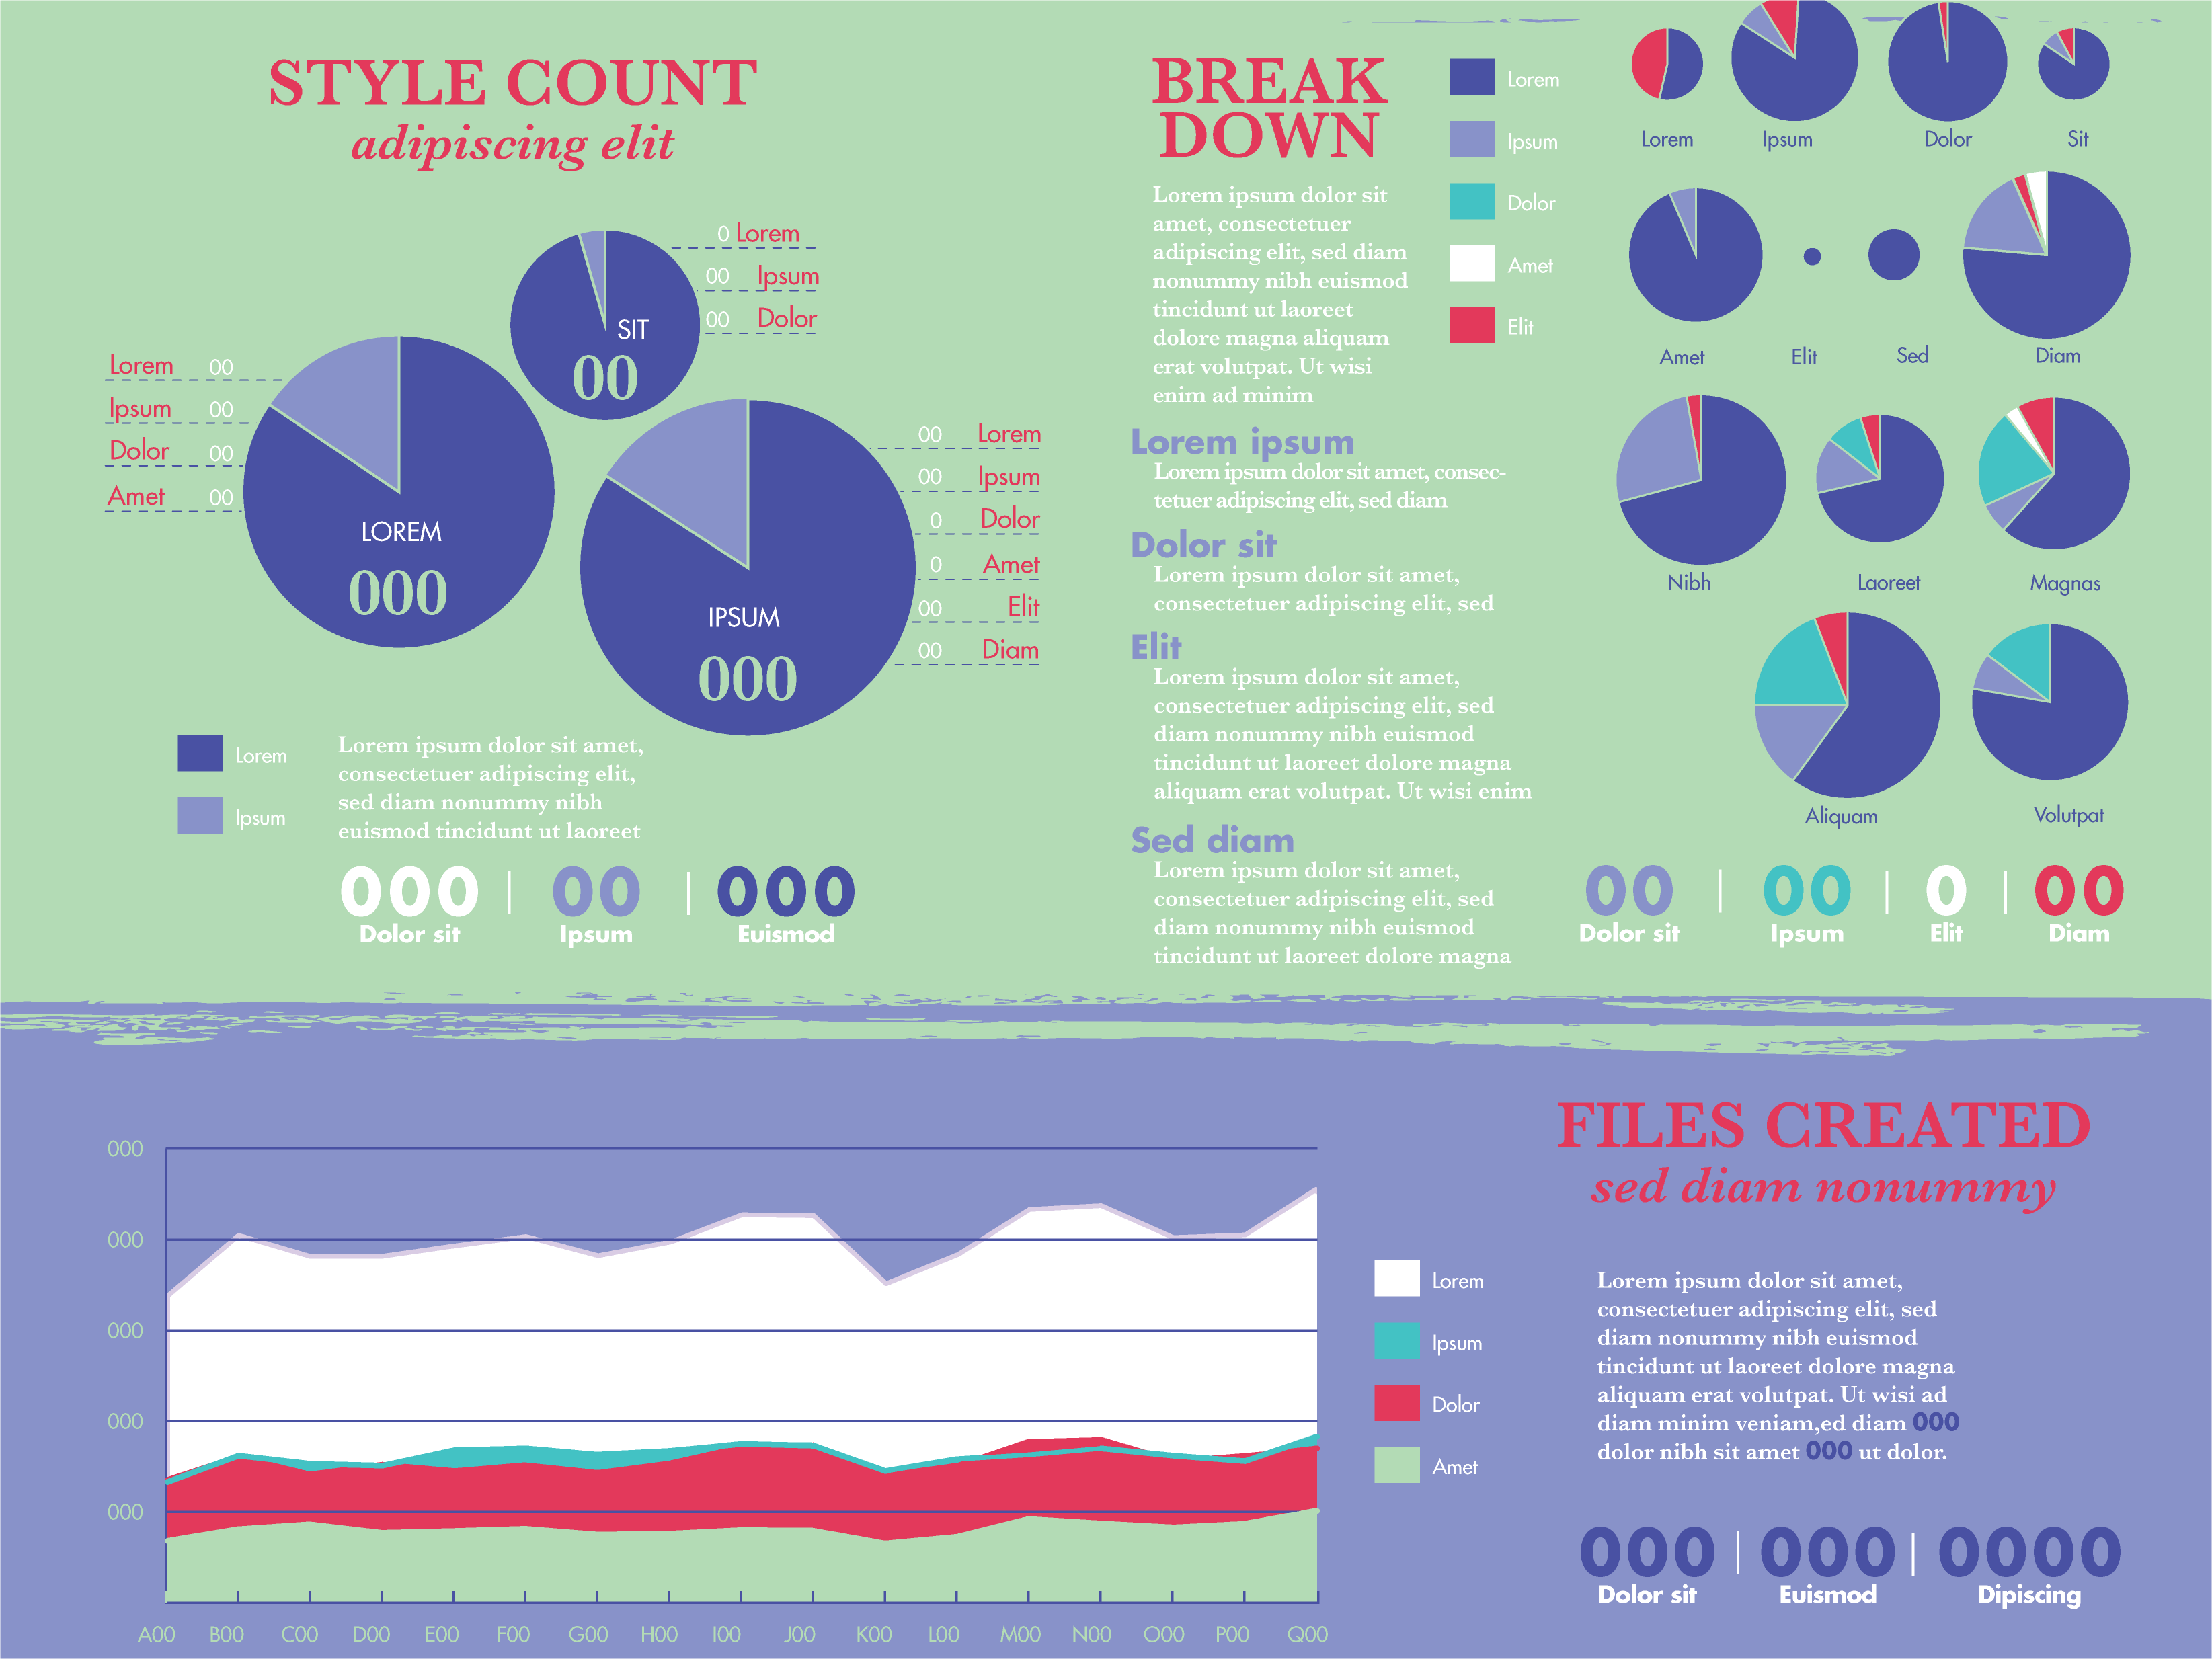 STYLE COUNT
adipiscing elit
0 Lorem
00 Ipsum
00 Dolor
SIT
00
Lorem 00
Ipsum 00
Dolor 00
Amet 00
LOREM
000
00 Lorem
00 Ipsum
0 Dolor
0 Amet
00 Elit
00 Diam
IPSUM
000
Lorem
Ipsum
Lorem ipsum dolor sit amet,
consectetuer adipiscing elit,
sed diam nonummy nibh
euismod tincidunt ut laoreet
000 00 000
Dolor sit Ipsum Euismod
BREAK
DOWN
Lorem ipsum dolor sit
amet, consectetuer
adipiscing elit, sed diam
nonummy nibh euismod
tincidunt ut laoreet
dolore magna aliquam
erat volutpat. Ut wisi
enim ad minim
Lorem ipsum
Lorem ipsum dolor sit amet, consec-
tetuer adipiscing elit, sed diam
Dolor sit
Lorem ipsum dolor sit amet,
consectetuer adipiscing elit, sed
Elit
Lorem ipsum dolor sit amet,
consectetuer adipiscing elit, sed
diam nonummy nibh euismod
tincidunt ut laoreet dolore magna
aliquam erat volutpat. Ut wisi enim
Sed diam
Lorem ipsum dolor sit amet,
consectetuer adipiscing elit, sed
diam nonummy nibh euismod
tincidunt ut laoreet dolore magna
Lorem
Ipsum
Dolor
Amet
Elit
Lorem Ipsum Dolor Sit
Amet Elit Sed Diam
Nibh Laoreet Magnas
Aliquam Volutpat
00 00 0 00
Dolor sit Ipsum Elit Diam
000
000
000
000
000
A00 B00 C00 D00 E00 F00 G00 H00 I00 J00 K00 L00 M00 N00 O00 P00 Q00
FILES CREATED
sed diam nonummy
Lorem
Ipsum
Dolor
Amet
Lorem ipsum dolor sit amet,
consectetuer adipiscing elit, sed
diam nonummy nibh euismod
tincidunt ut laoreet dolore magna
aliquam erat volutpat. Ut wisi ad
diam minim veniam,ed diam 000
dolor nibh sit amet 000 ut dolor.
000 000 0000
Dolor sit Euismod Dipiscing